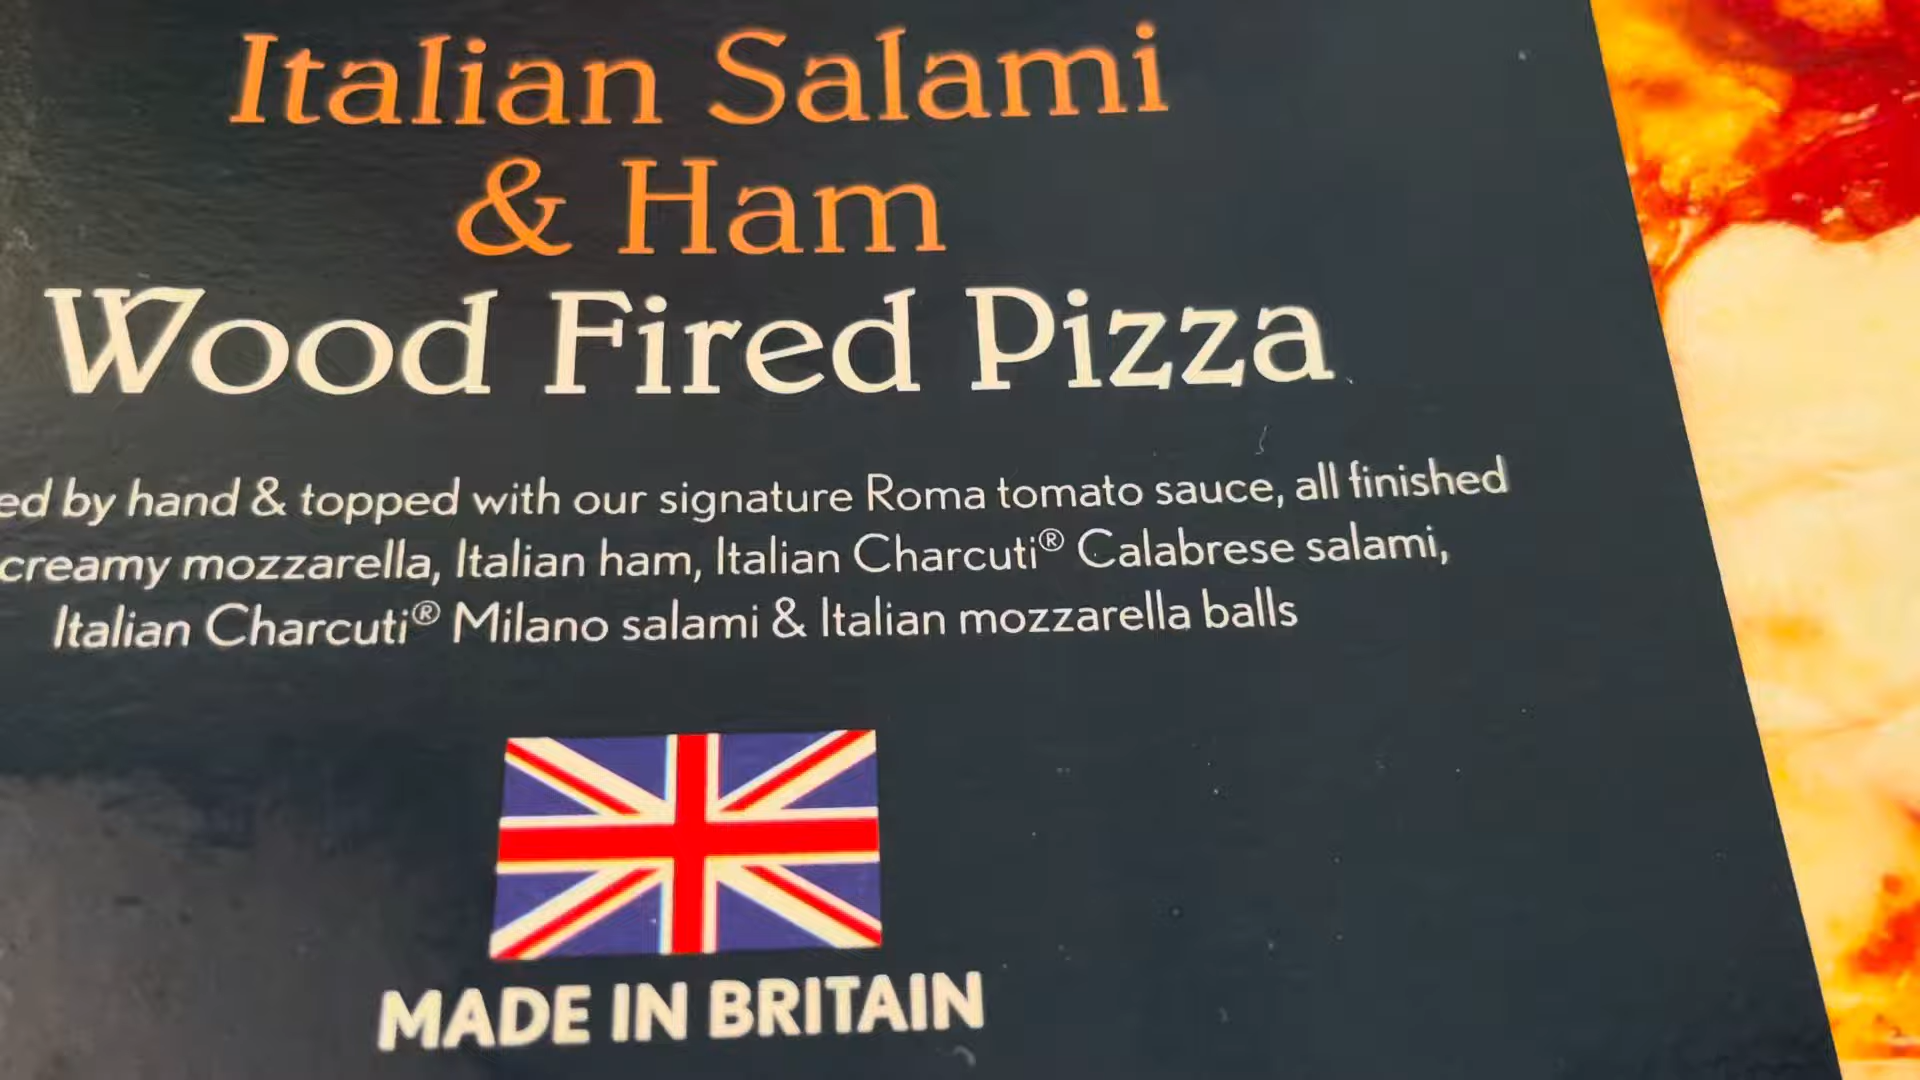 Italian Salami
& Ham
Wood Fired Pizza
by hand & topped with our signature Roma tomato sauce, all finished
creamy mozzarella, Italian ham, Italian Charcuti® Calabrese salami,
Italian Charcuti® Milano salami & Italian mozzarella balls
MADE IN BRITAIN